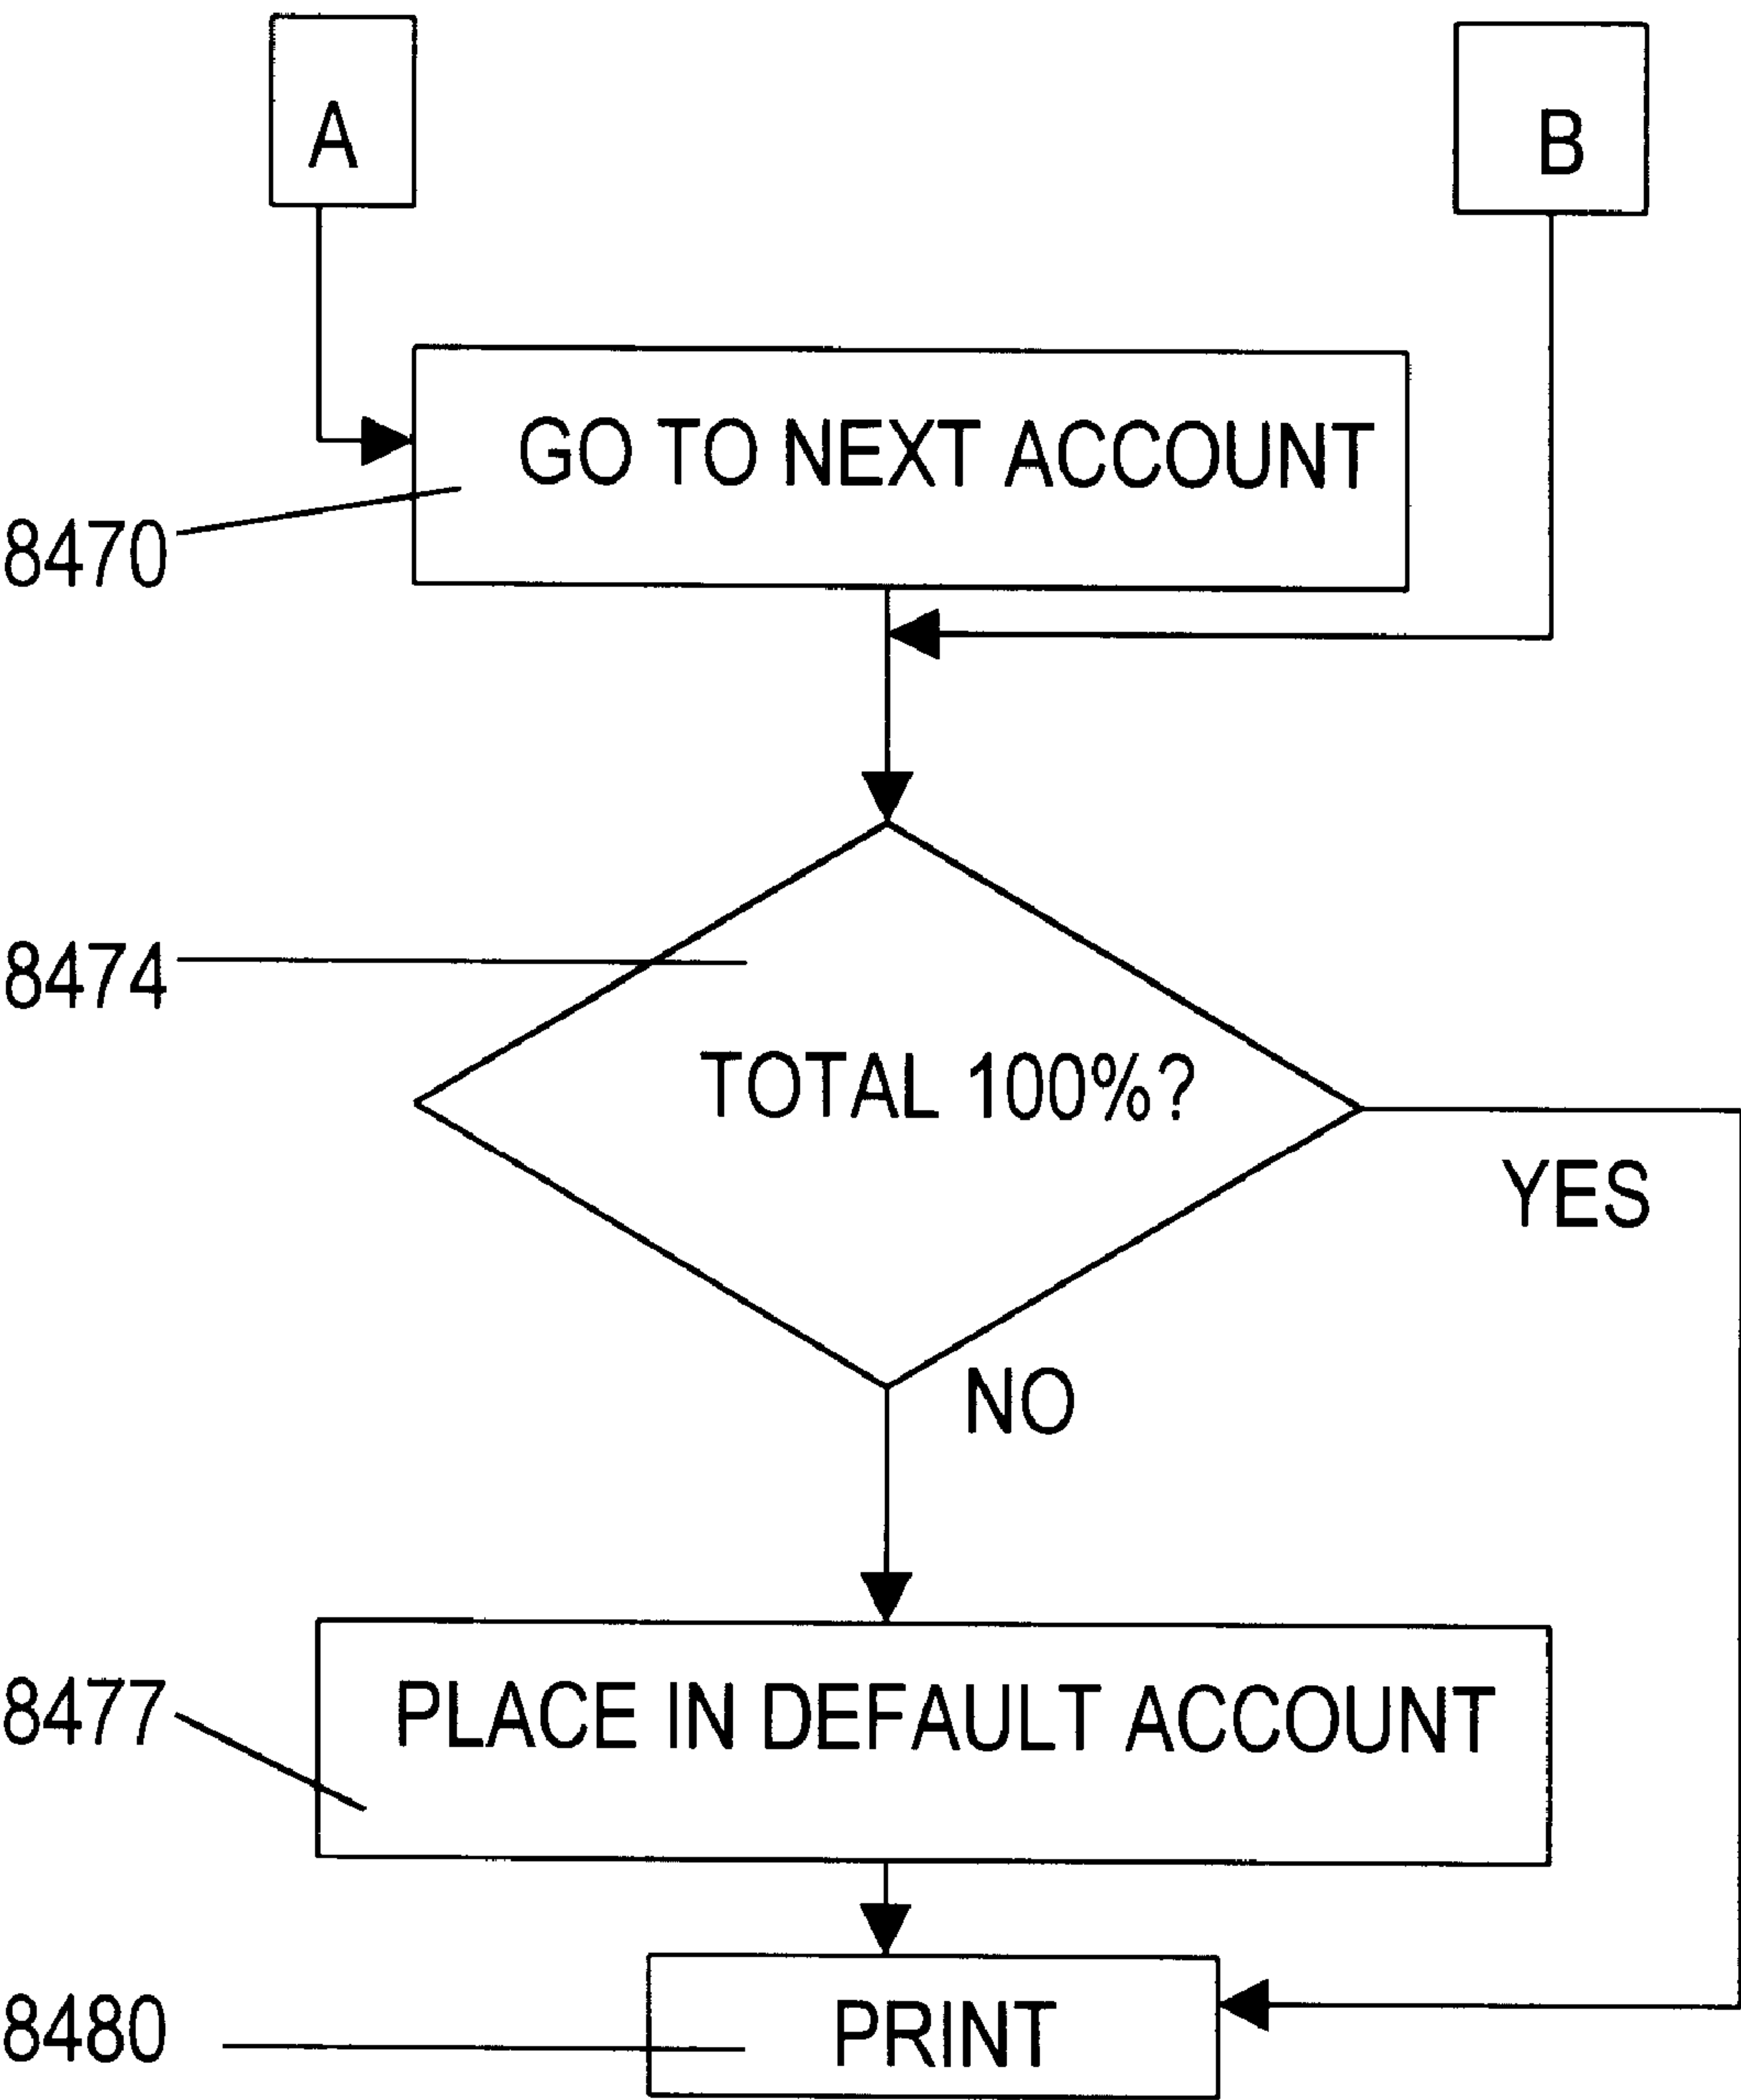 A
B
GO TO NEXT ACCOUNT
8470
8474
TOTAL 100%?
YES
NO
8477
PLACE IN DEFAULT ACCOUNT
8480
PRINT